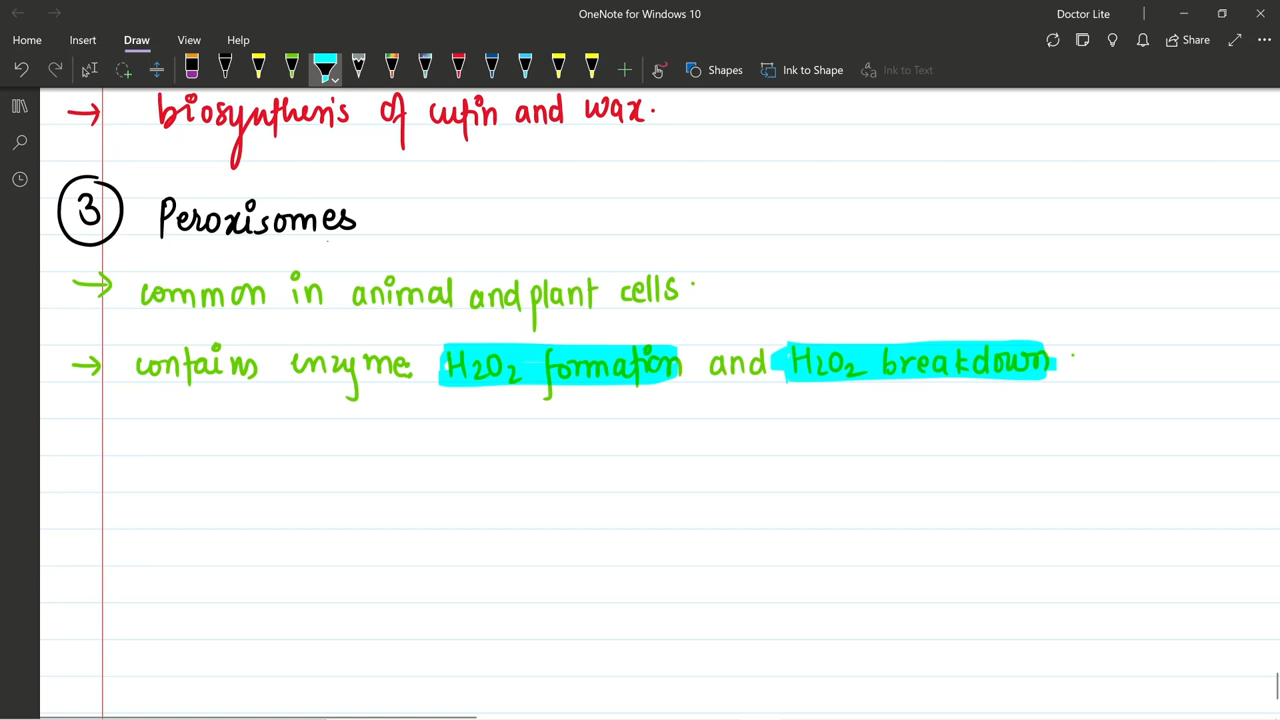 OneNote for Windows 10
Doctor Lite
Home Insert Draw View Help
Share
Shapes Ink to Shape Ink to Text
→ biosynthesis of cutin and wax.
3 Peroxisomes
→ common in animal and plant cells.
→ contains enzyme H2O2 formation and H2O2 breakdown.